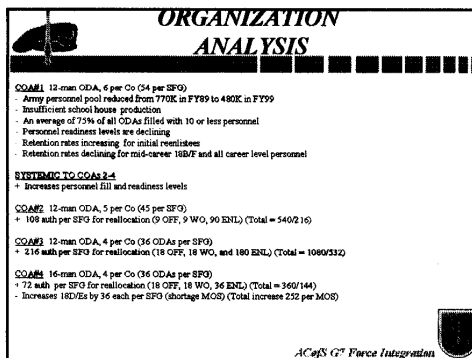 ORGANIZATION
ANALYSIS
COA#1 12-man ODA, 6 per Co (54 per SFG)
- Army personnel pool reduced from 770K in FY89 to 480K in FY99
- Insufficient school house production
- An average of 75% of all ODAs filled with 10 or less personnel
- Personnel readiness levels are declining
- Retention rates increasing for initial reenlistees
- Retention rates declining for mid-career 18B/F and all career level personnel
SYSTEMIC TO COAs 2-4
+ Increases personnel fill and readiness levels
COA#2 12-man ODA, 5 per Co (45 per SFG)
+ 108 auth per SFG for reallocation (9 OFF, 9 WO, 90 ENL) (Total = 540/216)
COA#3 12-man ODA, 4 per Co (36 ODAs per SFG)
+ 216 auth per SFG for reallocation (18 OFF, 18 WO, and 180 ENL) (Total = 1080/532)
COA#4 16-man ODA, 4 per Co (36 ODAs per SFG)
+ 72 auth per SFG for reallocation (18 OFF, 18 WO, 36 ENL) (Total = 360/144)
- Increases 18D/Es by 36 each per SFG (shortage MOS) (Total increase 252 per MOS)
ACofS G7 Force Integration